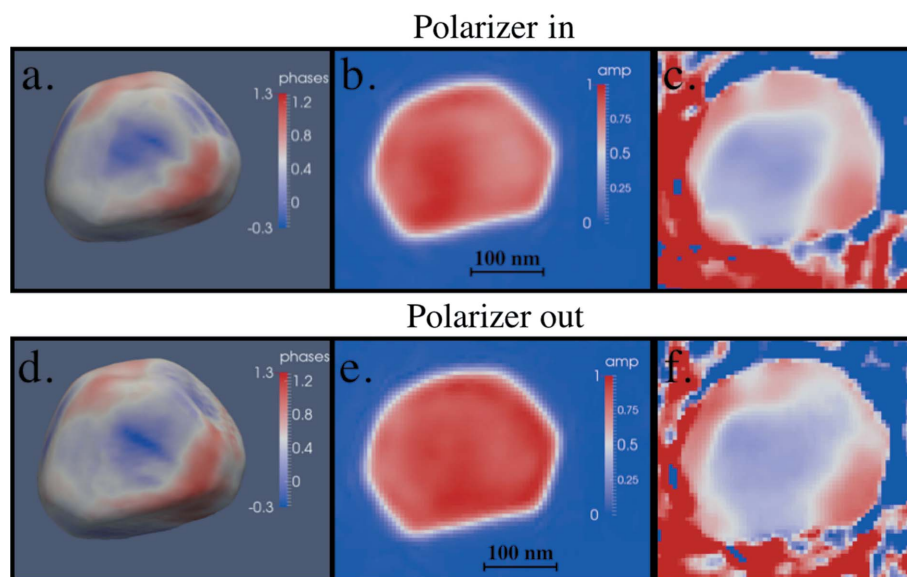 Polarizer in
a.
phases
1.3
1.2
0.8
0.4
0
-0.3
b.
amp
1
0.75
0.5
0.25
0
100 nm
c.
Polarizer out
d.
phases
1.3
1.2
0.8
0.4
0
-0.3
e.
amp
1
0.75
0.5
0.25
0
100 nm
f.